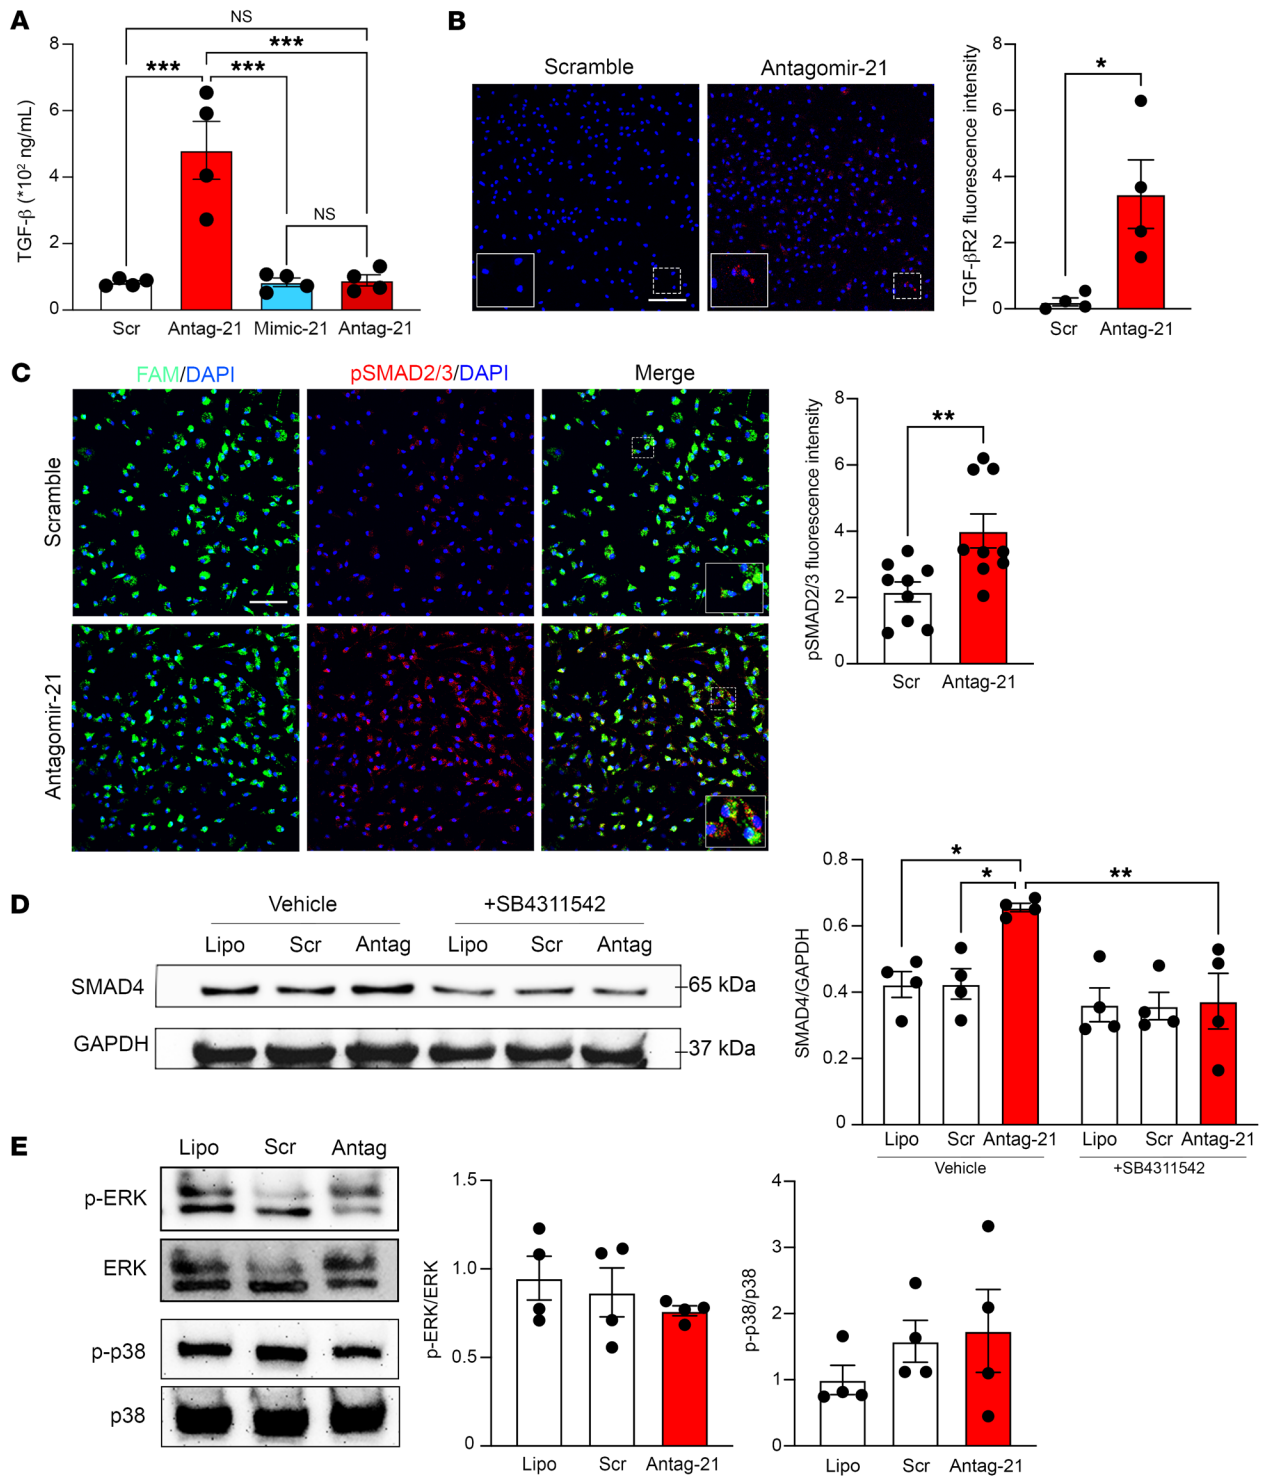 A
NS
***
***
***
NS
8
6
4
2
0
TGF-β (*10² ng/mL)
Scr
Antag-21
Mimic-21
Antag-21
B
Scramble
Antagomir-21
*
8
6
4
2
0
TGF-βR2 fluorescence intensity
Scr
Antag-21
C
FAM/DAPI
pSMAD2/3/DAPI
Merge
Scramble
Antagomir-21
**
8
6
4
2
0
pSMAD2/3 fluorescence intensity
Scr
Antag-21
D
Vehicle
+SB4311542
Lipo
Scr
Antag
Lipo
Scr
Antag
SMAD4
65 kDa
GAPDH
37 kDa
*
*
**
0.8
0.6
0.4
0.2
0
SMAD4/GAPDH
Lipo
Scr
Antag-21
Lipo
Scr
Antag-21
Vehicle
+SB4311542
E
Lipo
Scr
Antag
p-ERK
ERK
p-p38
p38
1.5
1.0
0.5
0
p-ERK/ERK
Lipo
Scr
Antag-21
4
3
2
1
0
p-p38/p38
Lipo
Scr
Antag-21